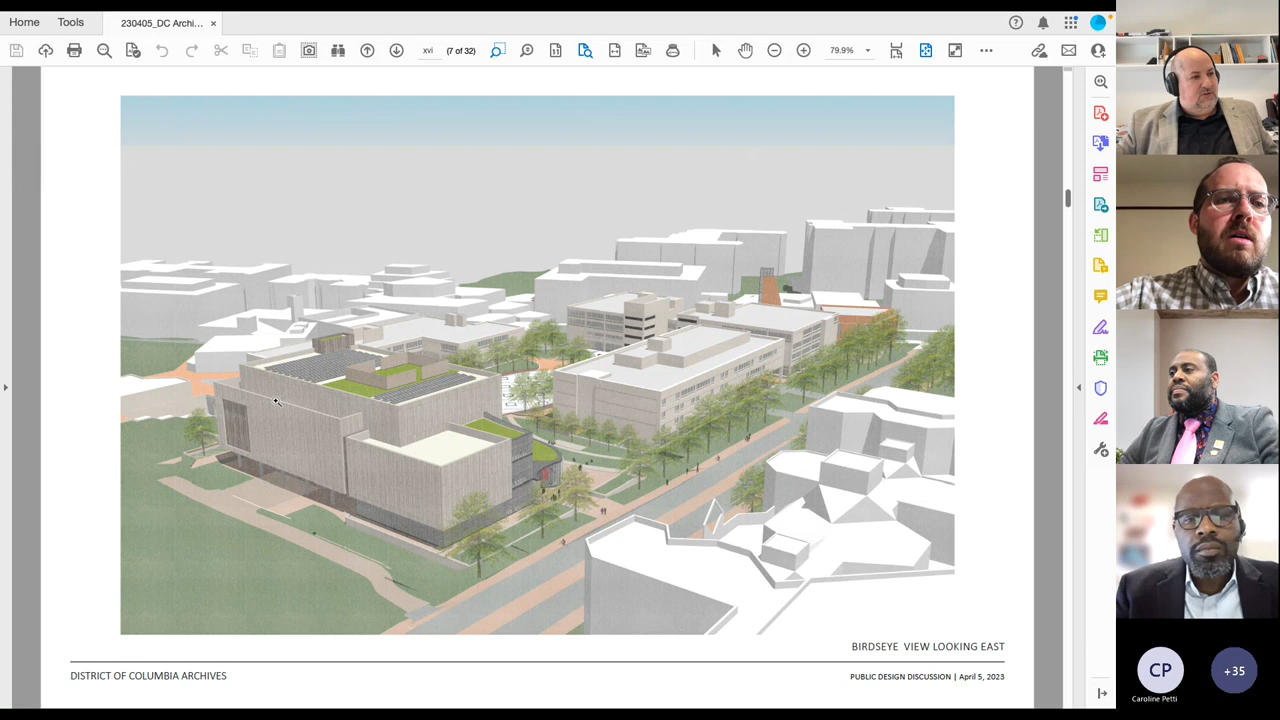 Home
Tools
230405_DC Archi... ×
xvi
(7 of 32)
79.9%
BIRDSEYE VIEW LOOKING EAST
DISTRICT OF COLUMBIA ARCHIVES
PUBLIC DESIGN DISCUSSION | April 5, 2023
CP
Caroline Petti
+35